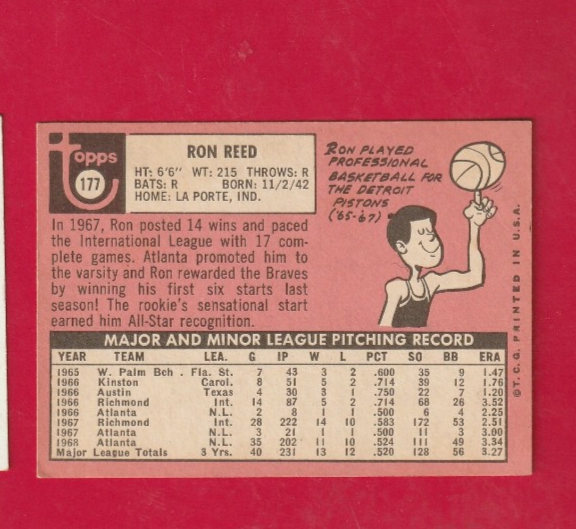 topps
177
RON REED
HT: 6'6" WT: 215 THROWS: R
BATS: R BORN: 11/2/42
HOME: LA PORTE, IND.
RON PLAYED
PROFESSIONAL
BASKETBALL FOR
THE DETROIT
PISTONS
('65-'67)
In 1967, Ron posted 14 wins and paced
the International League with 17 com-
plete games. Atlanta promoted him to
the varsity and Ron rewarded the Braves
by winning his first six starts last
season! The rookie's sensational start
earned him All-Star recognition.
MAJOR AND MINOR LEAGUE PITCHING RECORD
YEAR TEAM LEA. G IP W L PCT SO BB ERA
1965 W. Palm Bch . Fla. St. 7 43 3 2 .600 35 9 1.47
1966 Kinston Carol. 8 51 5 2 .714 39 12 1.76
1966 Austin Texas 4 30 3 1 .750 22 7 1.20
1966 Richmond Int. 14 87 5 2 .714 68 26 3.52
1966 Atlanta N.L. 2 8 1 1 .500 6 4 2.25
1967 Richmond Int. 28 222 14 10 .583 172 53 2.51
1967 Atlanta N.L. 3 21 1 1 .500 11 3 3.00
1968 Atlanta N.L. 35 202 11 10 .524 111 49 3.34
Major League Totals 3 Yrs. 40 231 13 12 .520 128 56 3.27
©T.C.G. PRINTED IN U.S.A.